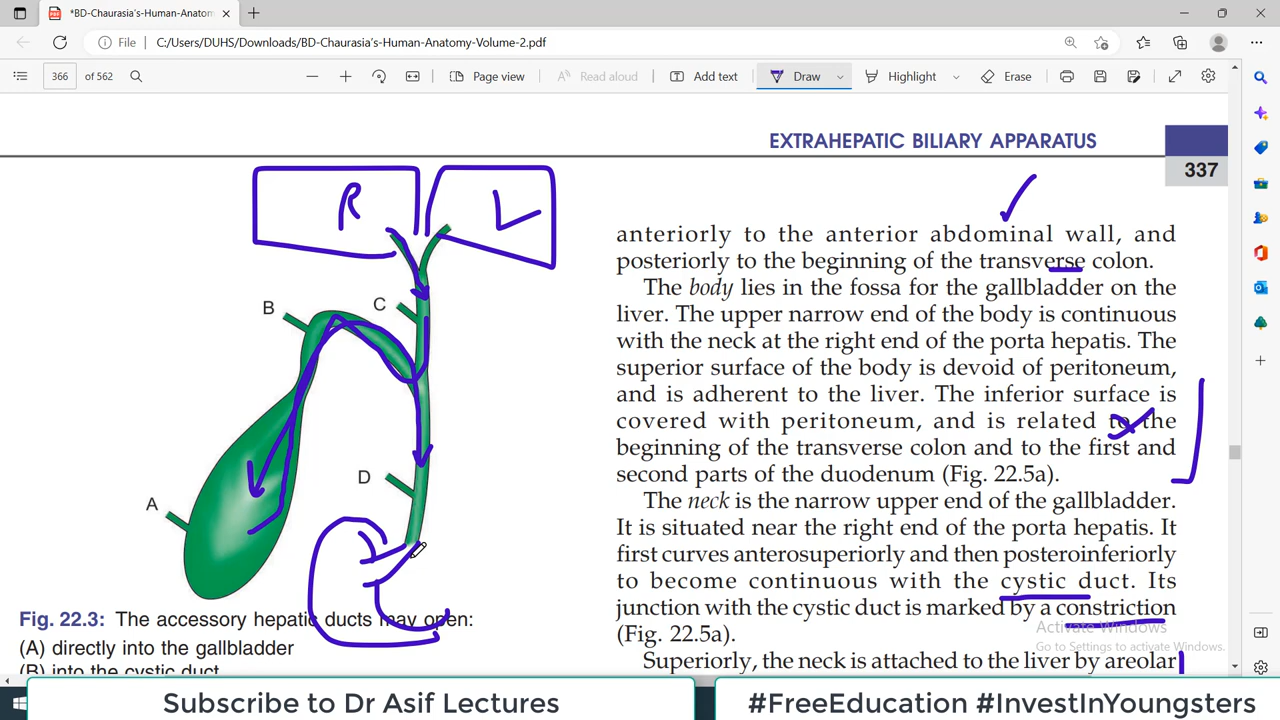 *BD-Chaurasia's-Human-Anatom
File C:/Users/DUHS/Downloads/BD-Chaurasia's-Human-Anatomy-Volume-2.pdf
366 of 562 Page view Read aloud Add text Draw Highlight Erase
EXTRAHEPATIC BILIARY APPARATUS
337
R L
B
C
D
A
Fig. 22.3: The accessory hepatic ducts may open:
(A) directly into the gallbladder
(B) into the cystic duct
anteriorly to the anterior abdominal wall, and
posteriorly to the beginning of the transverse colon.
The body lies in the fossa for the gallbladder on the
liver. The upper narrow end of the body is continuous
with the neck at the right end of the porta hepatis. The
superior surface of the body is devoid of peritoneum,
and is adherent to the liver. The inferior surface is
covered with peritoneum, and is related to the
beginning of the transverse colon and to the first and
second parts of the duodenum (Fig. 22.5a).
The neck is the narrow upper end of the gallbladder.
It is situated near the right end of the porta hepatis. It
first curves anterosuperiorly and then posteroinferiorly
to become continuous with the cystic duct. Its
junction with the cystic duct is marked by a constriction
(Fig. 22.5a).
Superiorly, the neck is attached to the liver by areolar
Activate Windows
Go to Settings to activate Windows.
Subscribe to Dr Asif Lectures
#FreeEducation #InvestInYoungsters